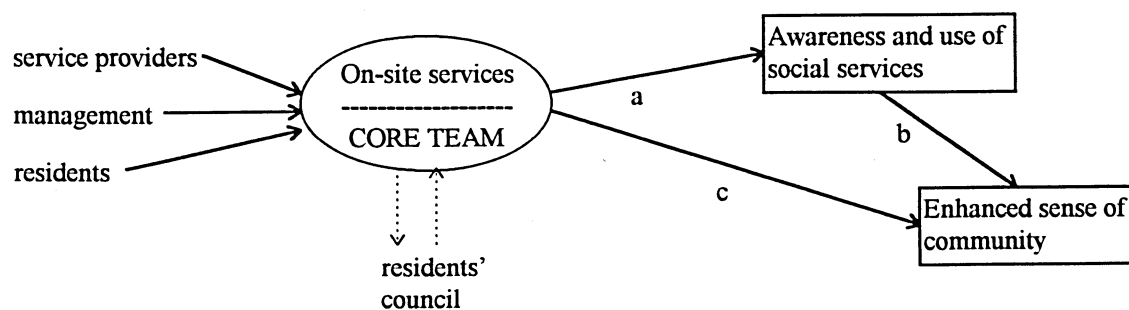 service providers
management
residents
On-site services
CORE TEAM
residents'
council
a
Awareness and use of
social services
b
c
Enhanced sense of
community